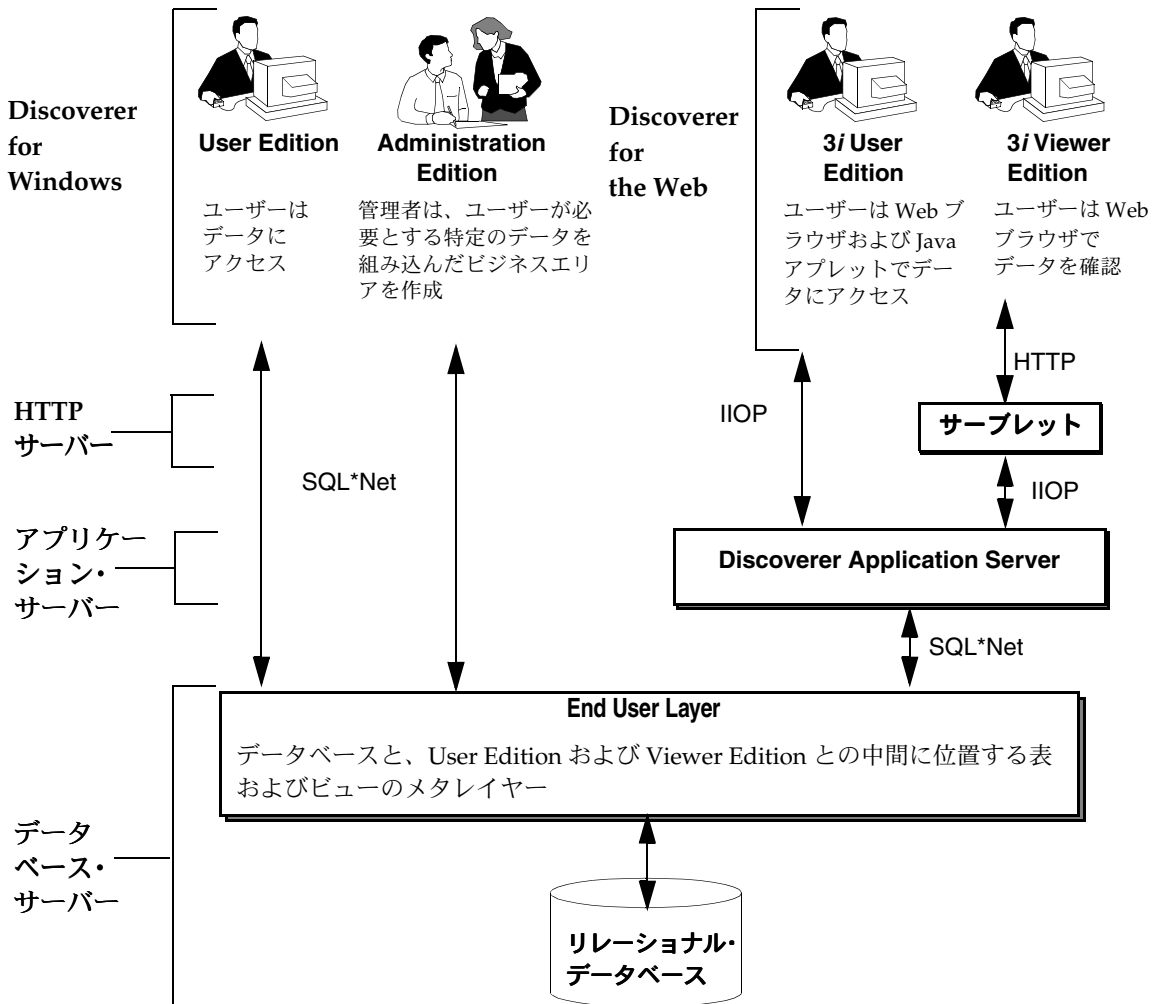 Discoverer
for
Windows
User Edition
ユーザーは
データに
アクセス
Administration
Edition
管理者は、ユーザーが必
要とする特定のデータを
組み込んだビジネスエリ
アを作成
Discoverer
for
the Web
3i User
Edition
ユーザーは Web ブ
ラウザおよび Java
アプレットでデー
タにアクセス
3i Viewer
Edition
ユーザーは Web
ブラウザで
データを確認
HTTP
HTTP
サーバー
IIOP
サーブレット
SQL*Net
IIOP
アプリケー
ション・
サーバー
Discoverer Application Server
SQL*Net
End User Layer
データベースと、User Edition および Viewer Edition との中間に位置する表
およびビューのメタレイヤー
データ
ベース・
サーバー
リレーショナル・
データベース